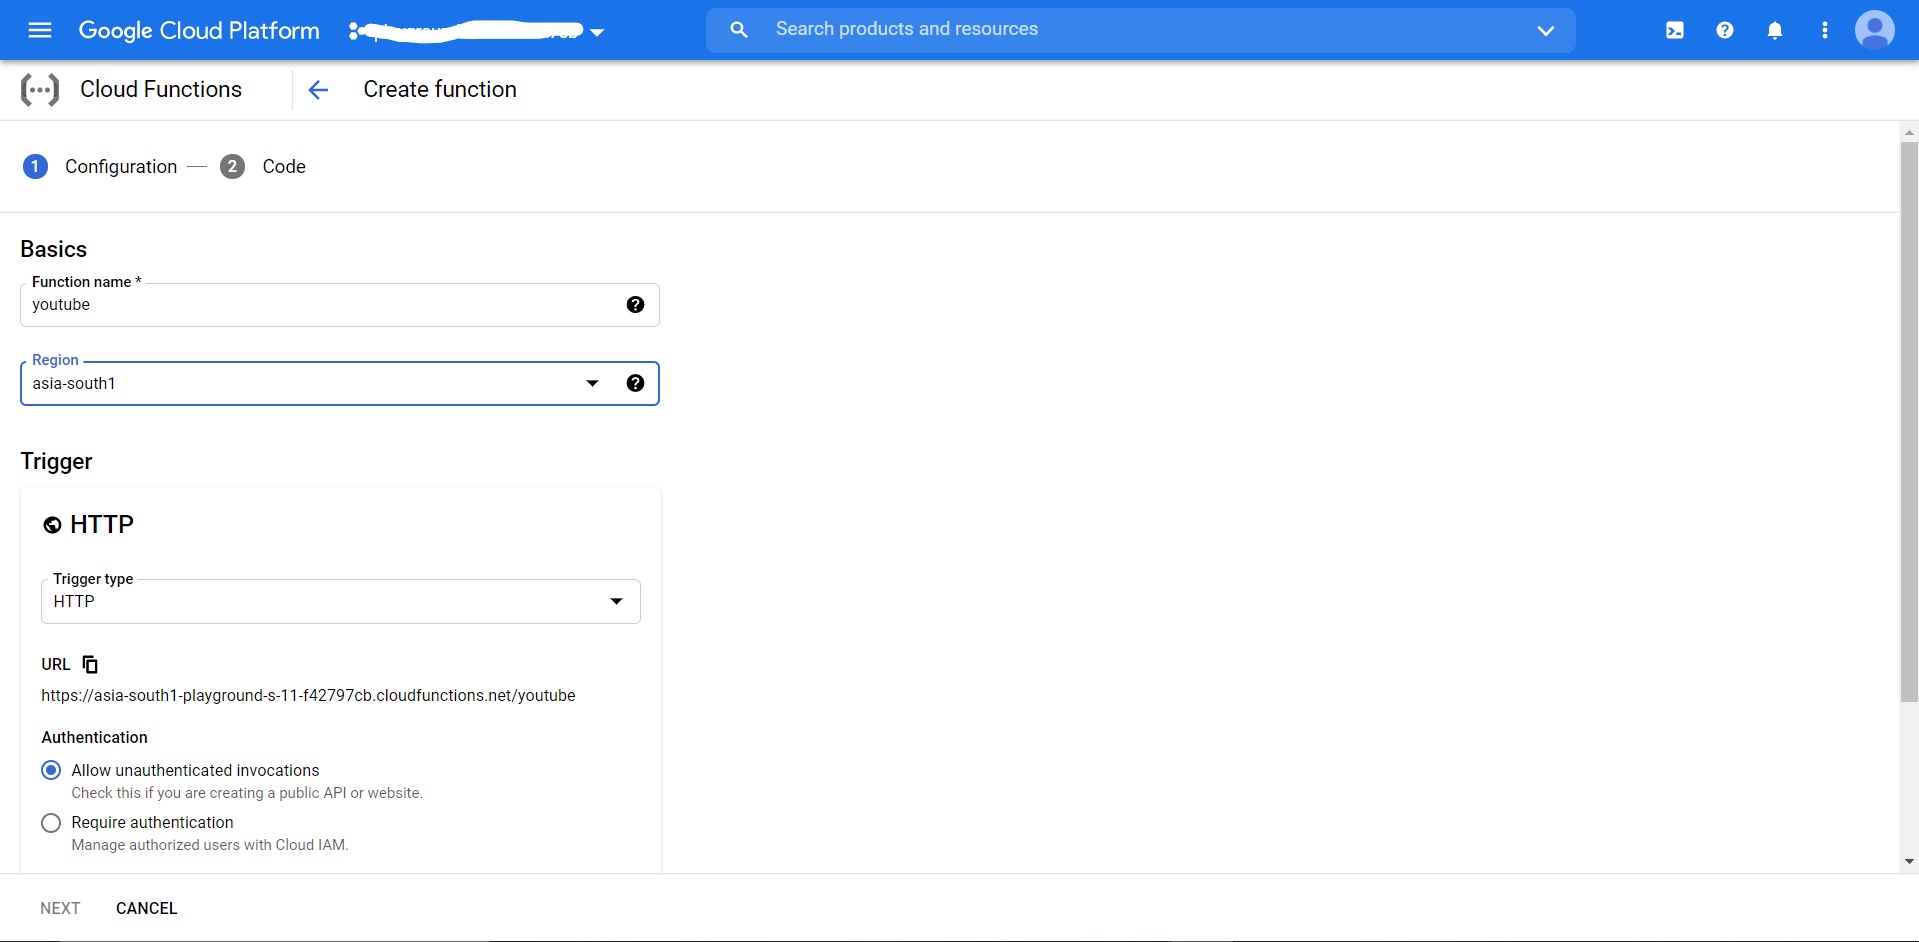 Google Cloud Platform
Search products and resources
Cloud Functions
Create function
1 Configuration — 2 Code
Basics
Function name *
youtube
Region
asia-south1
Trigger
HTTP
Trigger type
HTTP
URL
https://asia-south1-playground-s-11-f42797cb.cloudfunctions.net/youtube
Authentication
Allow unauthenticated invocations
Check this if you are creating a public API or website.
Require authentication
Manage authorized users with Cloud IAM.
NEXT CANCEL